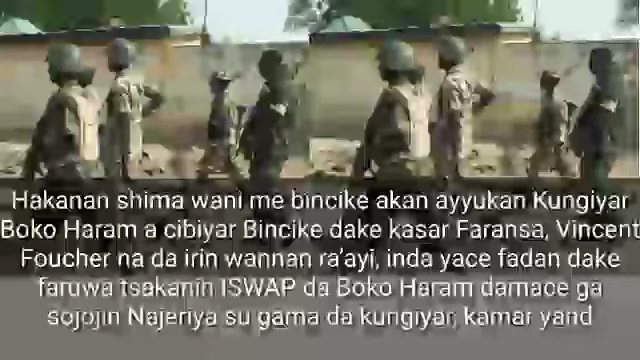 Hakanan shima wani me bincike akan ayyukan Kungiyar
Boko Haram a cibiyar Bincike dake kasar Faransa, Vincent
Foucher na da irin wannan ra'ayi, inda yace fadan dake
faruwa tsakanin ISWAP da Boko Haram damace ga
sojojin Najeriya su gama da kungiyar, kamar yand